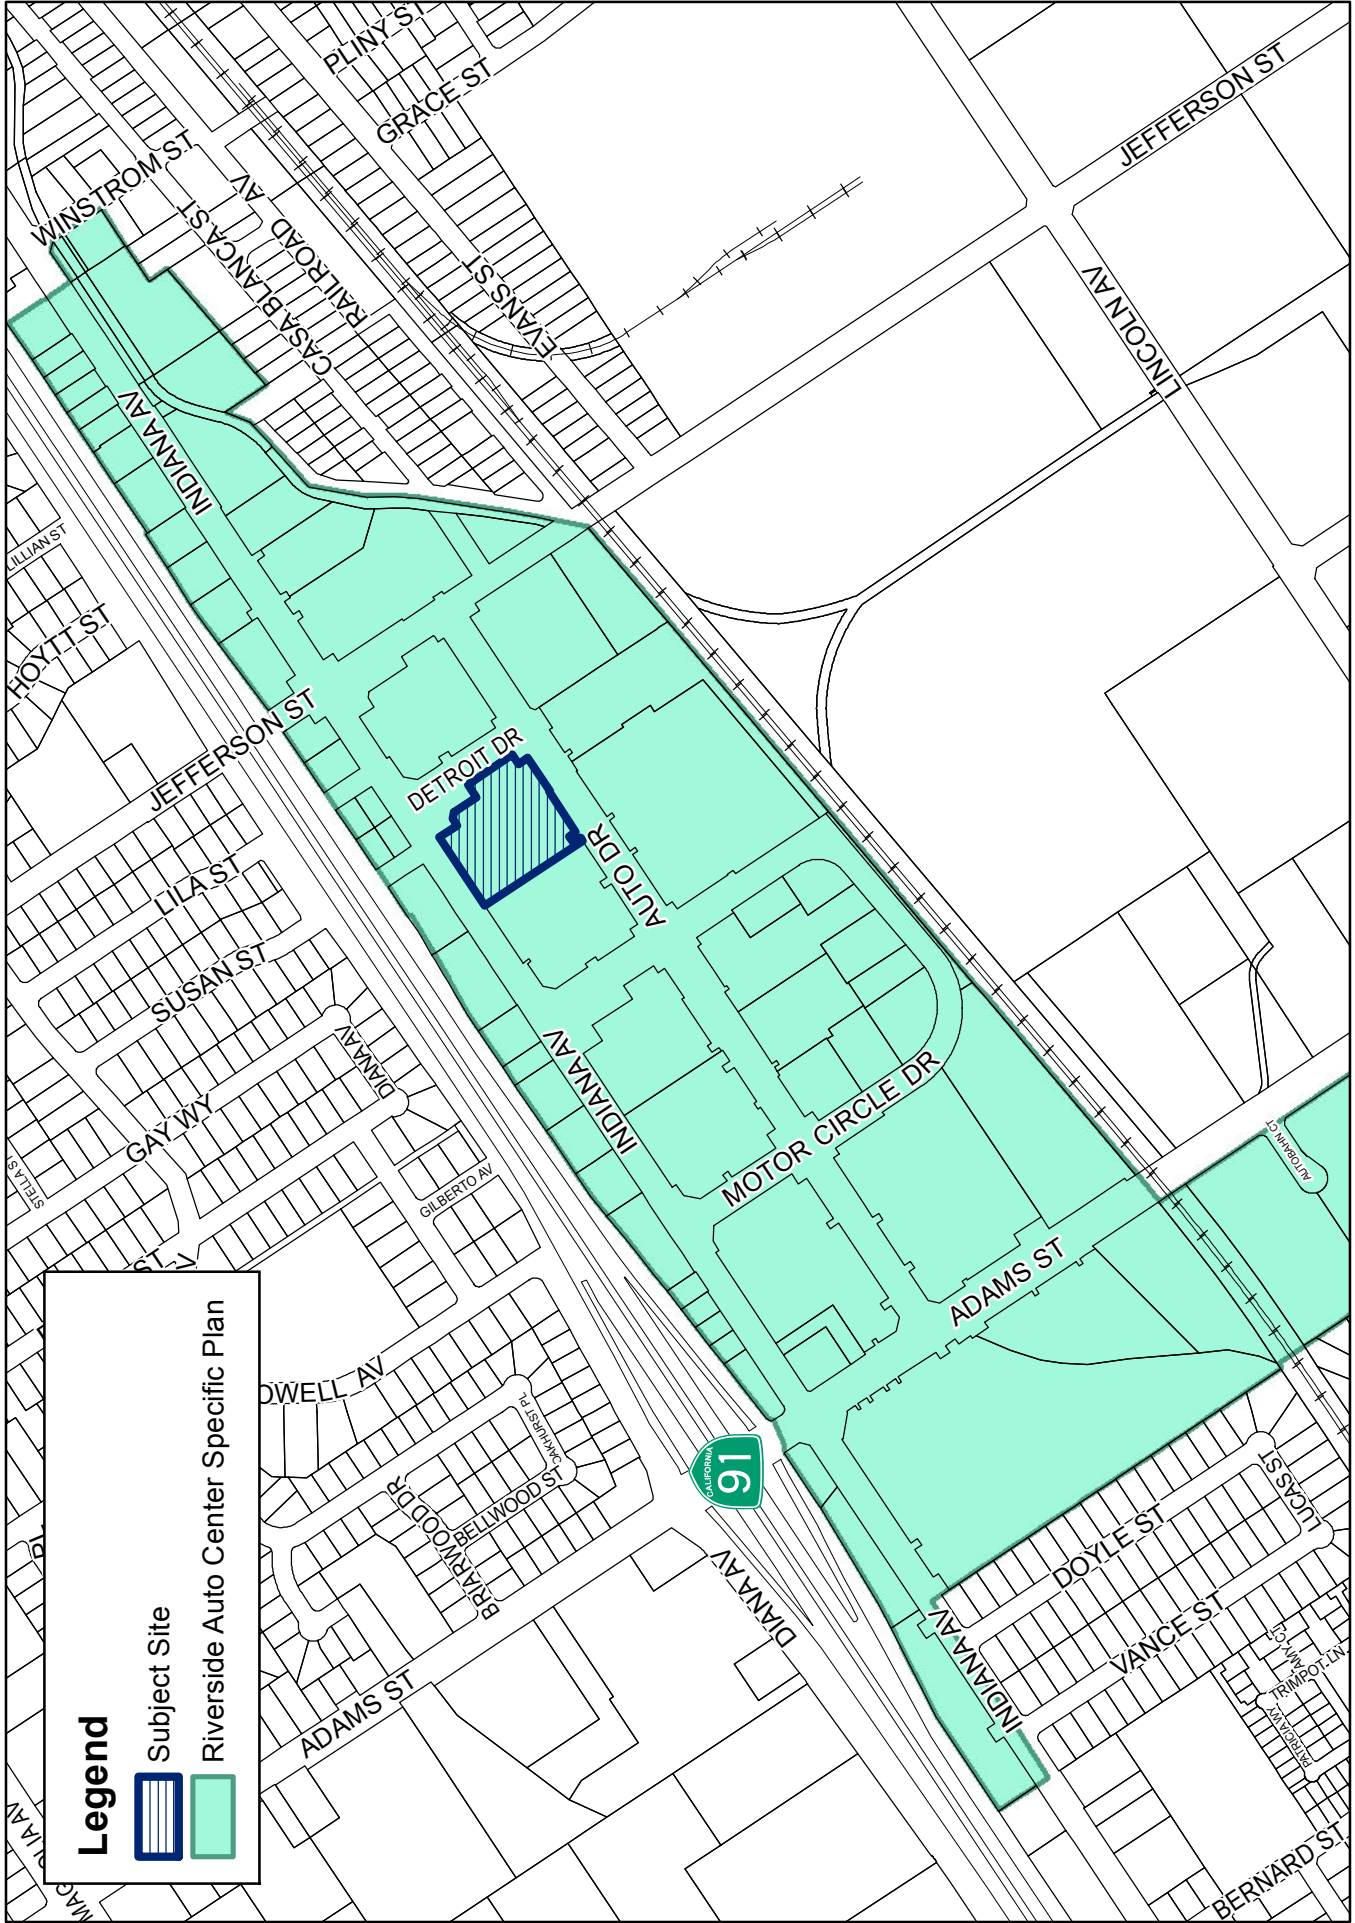 PLINY ST
GRACE ST
WINSTROM ST
CASA BLANCA ST
RAILROAD AV
EVANS ST
JEFFERSON ST
LINCOLN AV
INDIANA AV
LILLIAN ST
HOYTT ST
JEFFERSON ST
DETROIT DR
AUTO DR
LILA ST
SUSAN ST
DIANA AV
GAY WY
STELLA ST
GILBERTO AV
INDIANA AV
MOTOR CIRCLE DR
ADAMS ST
AUTOBAHN CT
ST
OWELL AV
OAKHURST PL
BELLWOOD ST
BRIARWOOD DR
CALIFORNIA
91
DIANA AV
ADAMS ST
INDIANA AV
DOYLE ST
LUCAS ST
VANCE ST
AMY CT
TRIMPOT LN
PATRICIA WY
BERNARD ST
Legend
Subject Site
Riverside Auto Center Specific Plan